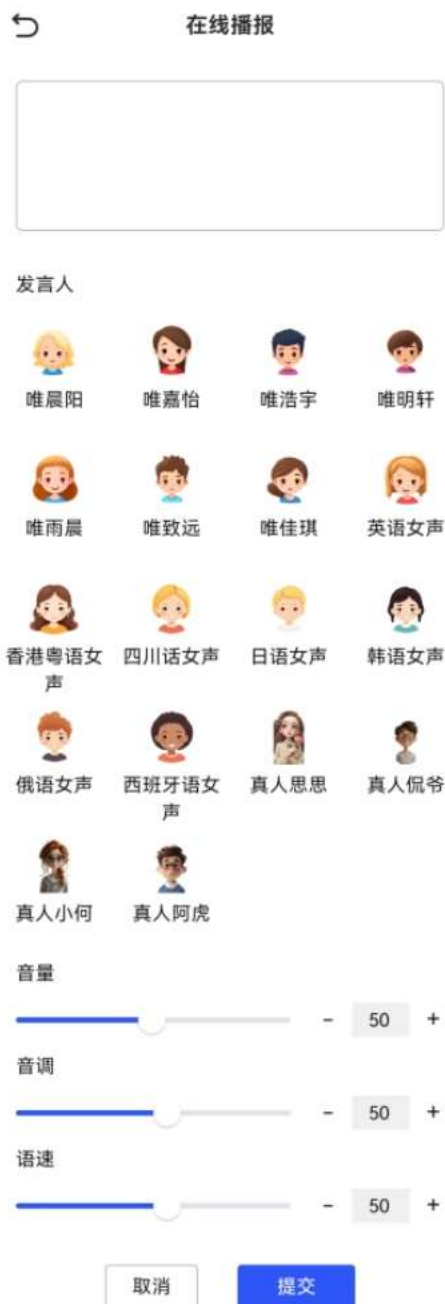 在线播报
发言人
唯晨阳 唯嘉怡 唯浩宇 唯明轩
唯雨晨 唯致远 唯佳琪 英语女声
香港粤语女声 四川话女声 日语女声 韩语女声
俄语女声 西班牙语女声 真人思思 真人侃爷
真人小何 真人阿虎
音量
- 50 +
音调
- 50 +
语速
- 50 +
取消 提交